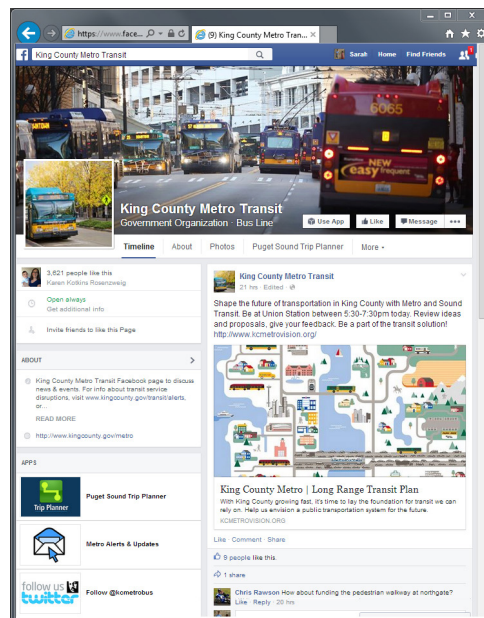 https://www.face...
(9) King County Metro Tran...
King County Metro Transit
Sarah Home Find Friends
1
6065
NEW
easy frequent
King County Metro Transit
Government Organization · Bus Line
Use App
Like
Message
Timeline About Photos Puget Sound Trip Planner More
3,621 people like this
Karen Kotkins Rosenzweig
Open always
Get additional info
Invite friends to like this Page
ABOUT
King County Metro Transit Facebook page to discuss
news & events. For info about transit service
disruptions, visit www.kingcounty.gov/transit/alerts,
or...
READ MORE
http://www.kingcounty.gov/metro
APPS
Trip Planner
Puget Sound Trip Planner
Metro Alerts & Updates
follow us
twitter
Follow @kcmetrobus
King County Metro Transit
21 hrs · Edited ·
Shape the future of transportation in King County with Metro and Sound
Transit. Be at Union Station between 5:30-7:30pm today. Review ideas
and proposals, give your feedback. Be a part of the transit solution!
http://www.kcmetrovision.org/
King County Metro | Long Range Transit Plan
With King County growing fast, it's time to lay the foundation for transit we can
rely on. Help us envision a public transportation system for the future.
KCMETROVISION.ORG
Like · Comment · Share
9 people like this.
1 share
Chris Rawson How about funding the pedestrian walkway at northgate?
Like · Reply · 20 hrs